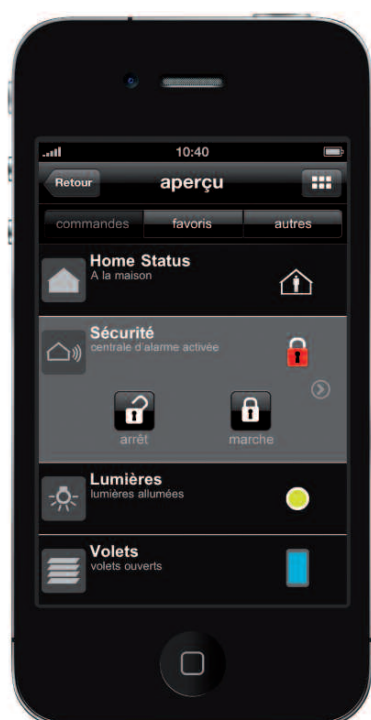 10:40
Retour aperçu
commandes favoris autres
Home Status
A la maison
Sécurité
centrale d'alarme activée
arrêt marche
Lumières
lumières allumées
Volets
volets ouverts